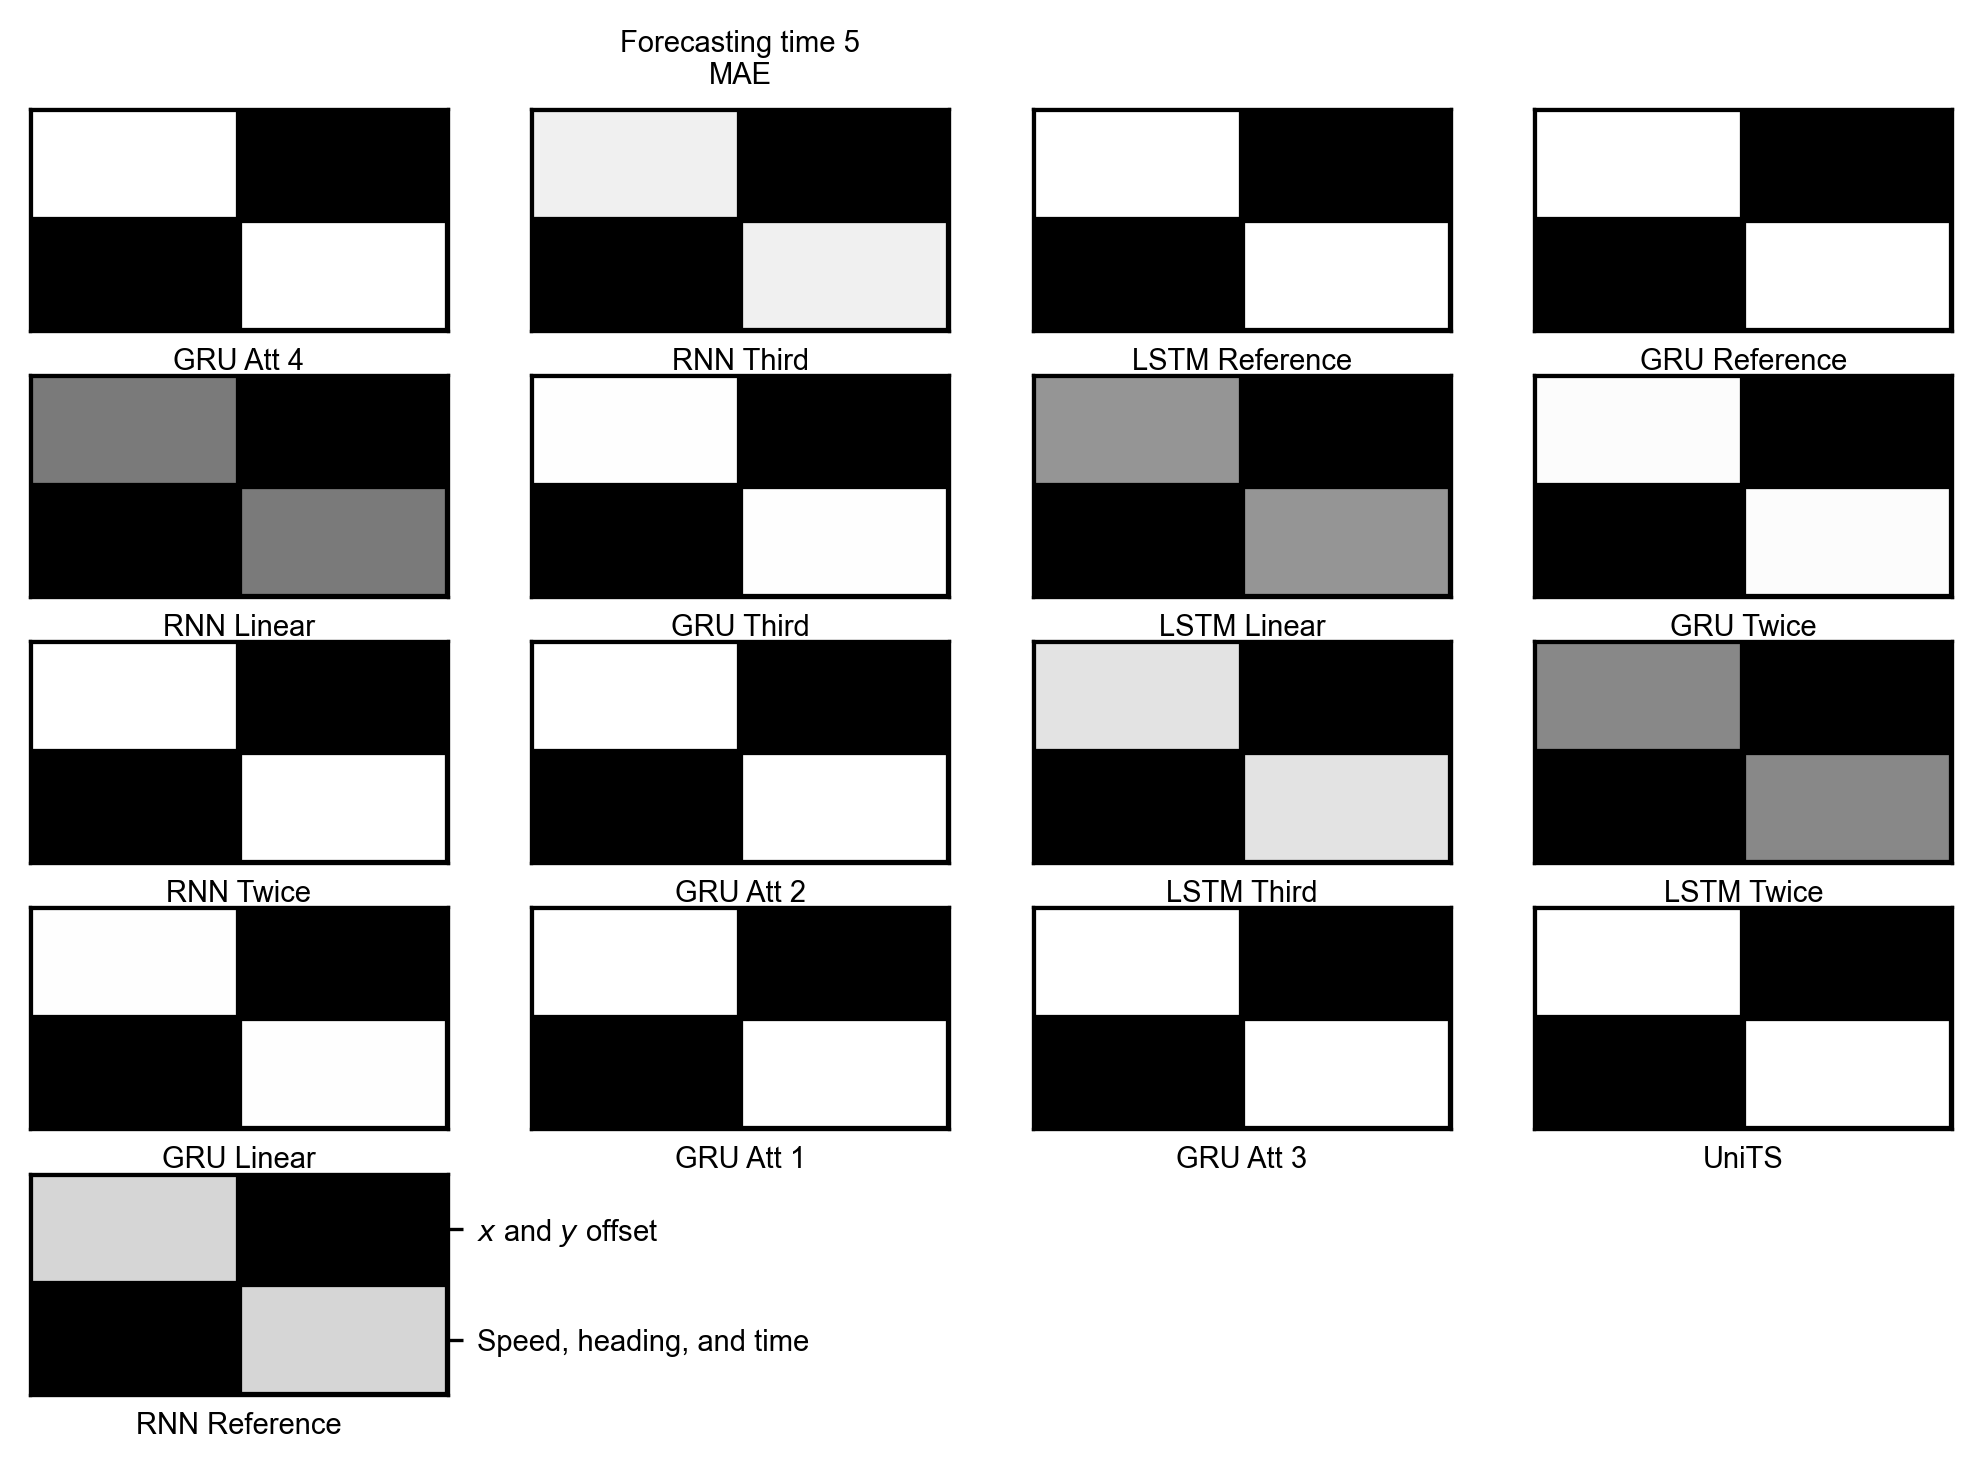 Forecasting time 5
MAE
GRU Att 4
RNN Third
LSTM Reference
GRU Reference
RNN Linear
GRU Third
LSTM Linear
GRU Twice
RNN Twice
GRU Att 2
LSTM Third
LSTM Twice
GRU Linear
GRU Att 1
GRU Att 3
UniTS
x and y offset
Speed, heading, and time
RNN Reference